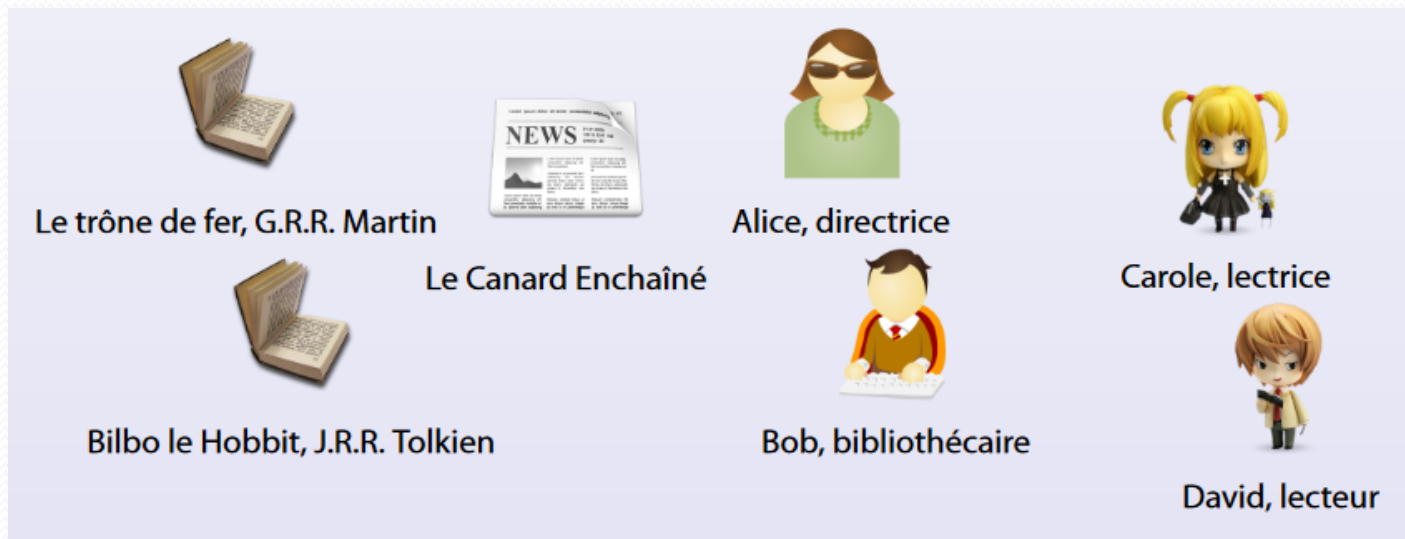 NEWS
Le trône de fer, G.R.R. Martin
Alice, directrice
Le Canard Enchaîné
Carole, lectrice
Bilbo le Hobbit, J.R.R. Tolkien
Bob, bibliothécaire
David, lecteur